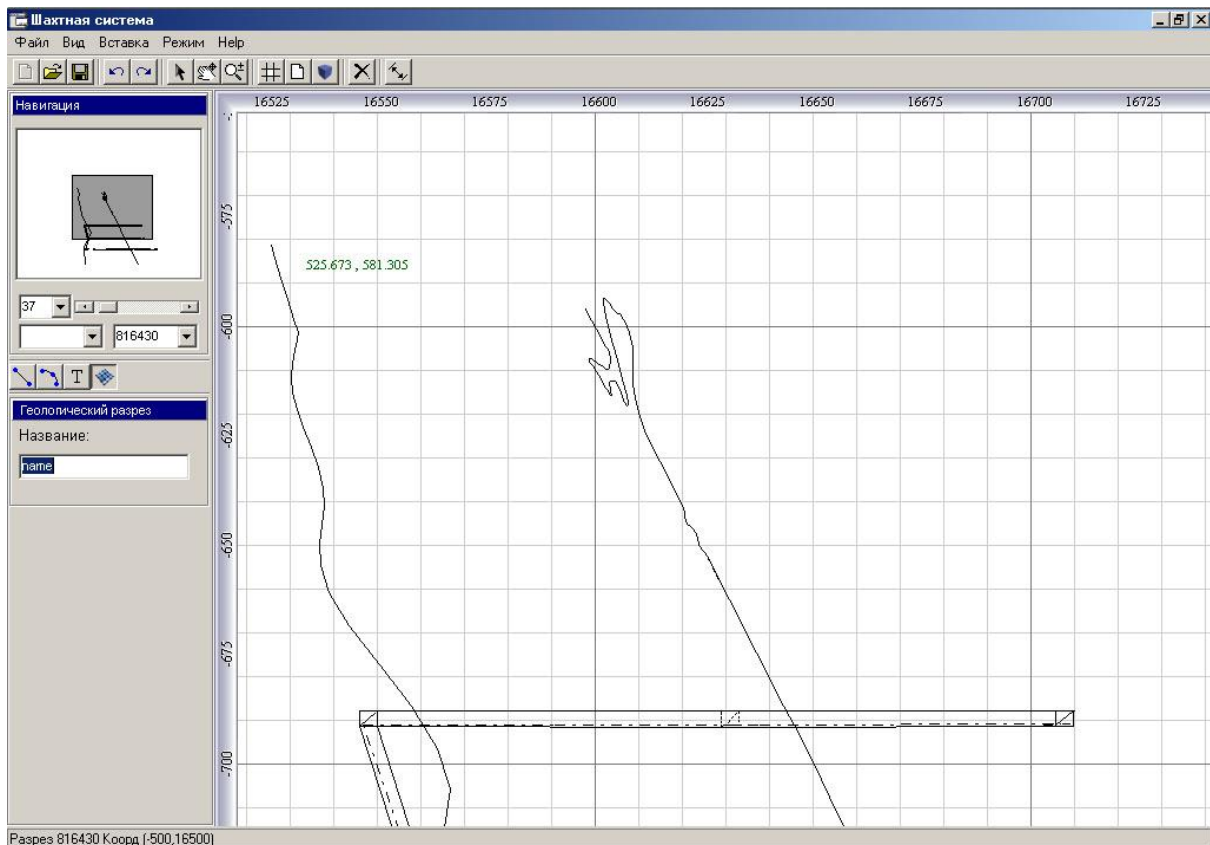 Шахтная система
Файл Вид Вставка Режим Help
Навигация
16525 16550 16575 16600 16625 16650 16675 16700 16725
-575
525.673 , 581.305
37
-600
816430
T
Геологический разрез
Название:
-625
name
-650
-675
-700
Разрез 816430 Коорд (-500,16500)